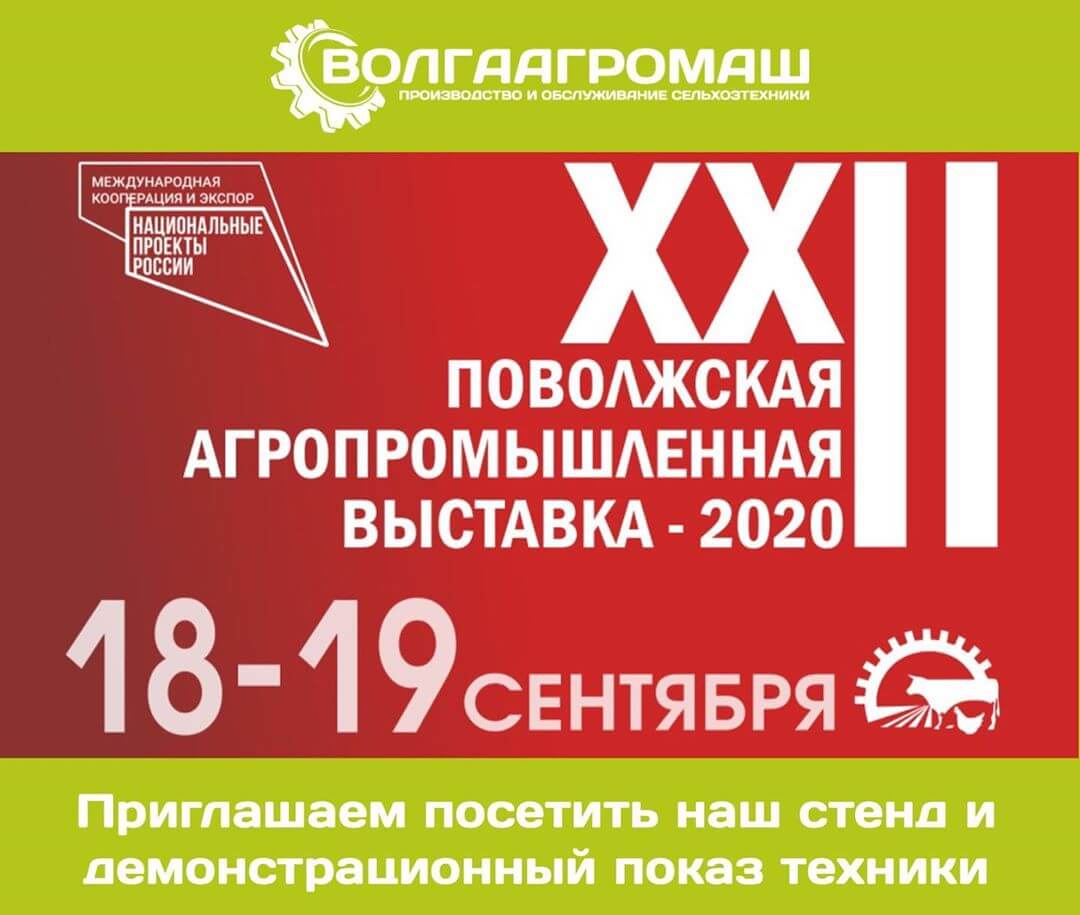 ВОЛГААГРОМАШ
ПРОИЗВОДСТВО И ОБСЛУЖИВАНИЕ СЕЛЬХОЗТЕХНИКИ
МЕЖДУНАРОДНАЯ
КООПЕРАЦИЯ И ЭКСПОР
НАЦИОНАЛЬНЫЕ
ПРОЕКТЫ
РОССИИ
XXII
ПОВОЛЖСКАЯ
АГРОПРОМЫШЛЕННАЯ
ВЫСТАВКА - 2020
18-19 СЕНТЯБРЯ
Приглашаем посетить наш стенд и
демонстрационный показ техники